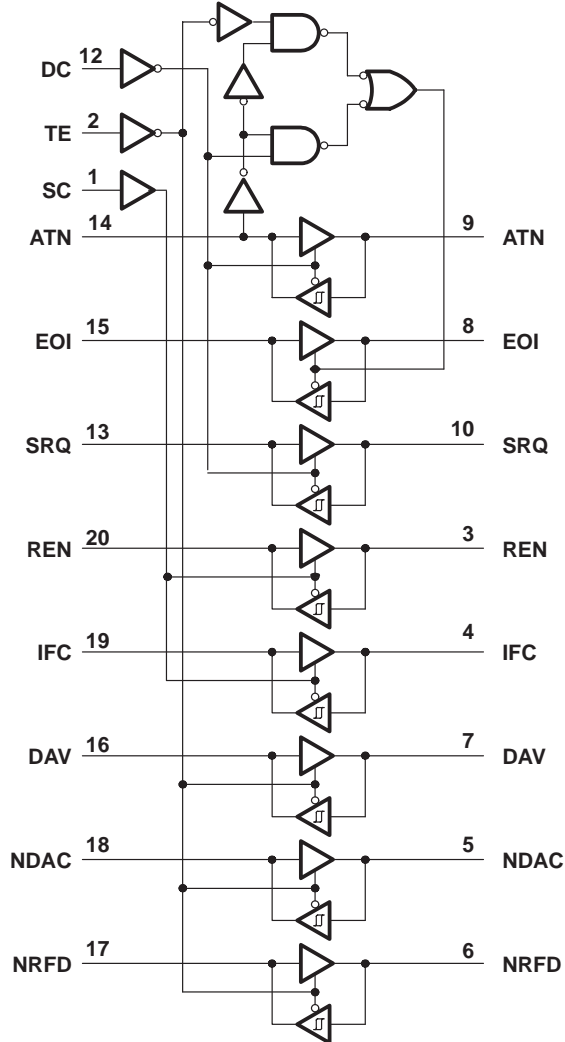 DC 12
TE 2
SC 1
ATN 14 9 ATN
EOI 15 8 EOI
SRQ 13 10 SRQ
REN 20 3 REN
IFC 19 4 IFC
DAV 16 7 DAV
NDAC 18 5 NDAC
NRFD 17 6 NRFD